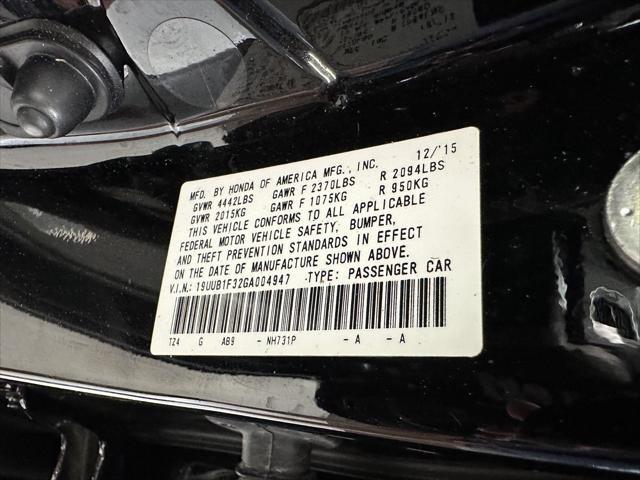 MFD. BY HONDA OF AMERICA MFG., INC. 12/'15
GVWR 4442LBS GAWR F 2370LBS R 2094LBS
GVWR 2015KG GAWR F 1075KG R 950KG
THIS VEHICLE CONFORMS TO ALL APPLICABLE
FEDERAL MOTOR VEHICLE SAFETY, BUMPER,
AND THEFT PREVENTION STANDARDS IN EFFECT
ON THE DATE OF MANUFACTURE SHOWN ABOVE.
V.I.N.: 19UUB1F32GA004947 TYPE: PASSENGER CAR
TZ4 G AB9 - NH731P - A - A